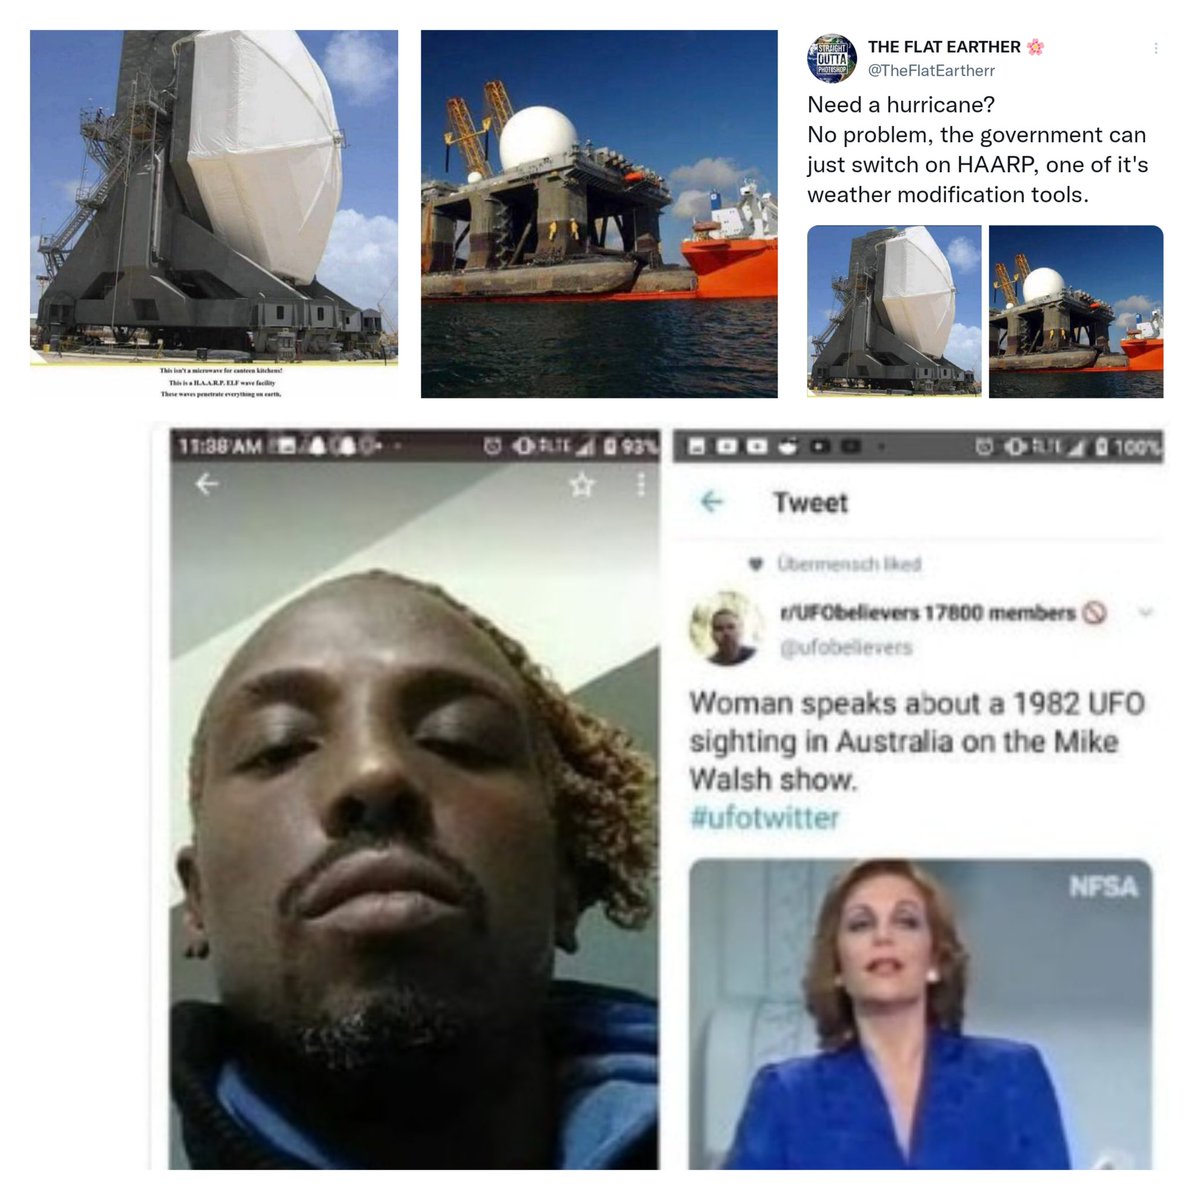 This isn't a microwave for canteen kitchens!
This is a H.A.A.R.P. ELF wave facility
These waves penetrate everything on earth,
STRAIGHT
OUTTA
PHOTOSHOP
THE FLAT EARTHER 🌸
@TheFlatEartherr
Need a hurricane?
No problem, the government can
just switch on HAARP, one of it's
weather modification tools.
11:38 AM
93%
100%
Tweet
Übermensch liked
r/UFObelievers 17800 members 🚫
@ufobelievers
Woman speaks about a 1982 UFO
sighting in Australia on the Mike
Walsh show.
#ufotwitter
NFSA